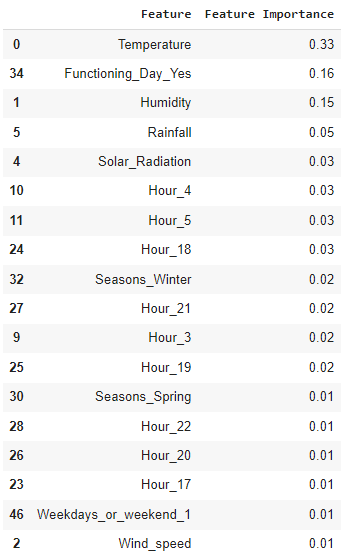 Feature Feature Importance
0 Temperature 0.33
34 Functioning_Day_Yes 0.16
1 Humidity 0.15
5 Rainfall 0.05
4 Solar_Radiation 0.03
10 Hour_4 0.03
11 Hour_5 0.03
24 Hour_18 0.03
32 Seasons_Winter 0.02
27 Hour_21 0.02
9 Hour_3 0.02
25 Hour_19 0.02
30 Seasons_Spring 0.01
28 Hour_22 0.01
26 Hour_20 0.01
23 Hour_17 0.01
46 Weekdays_or_weekend_1 0.01
2 Wind_speed 0.01